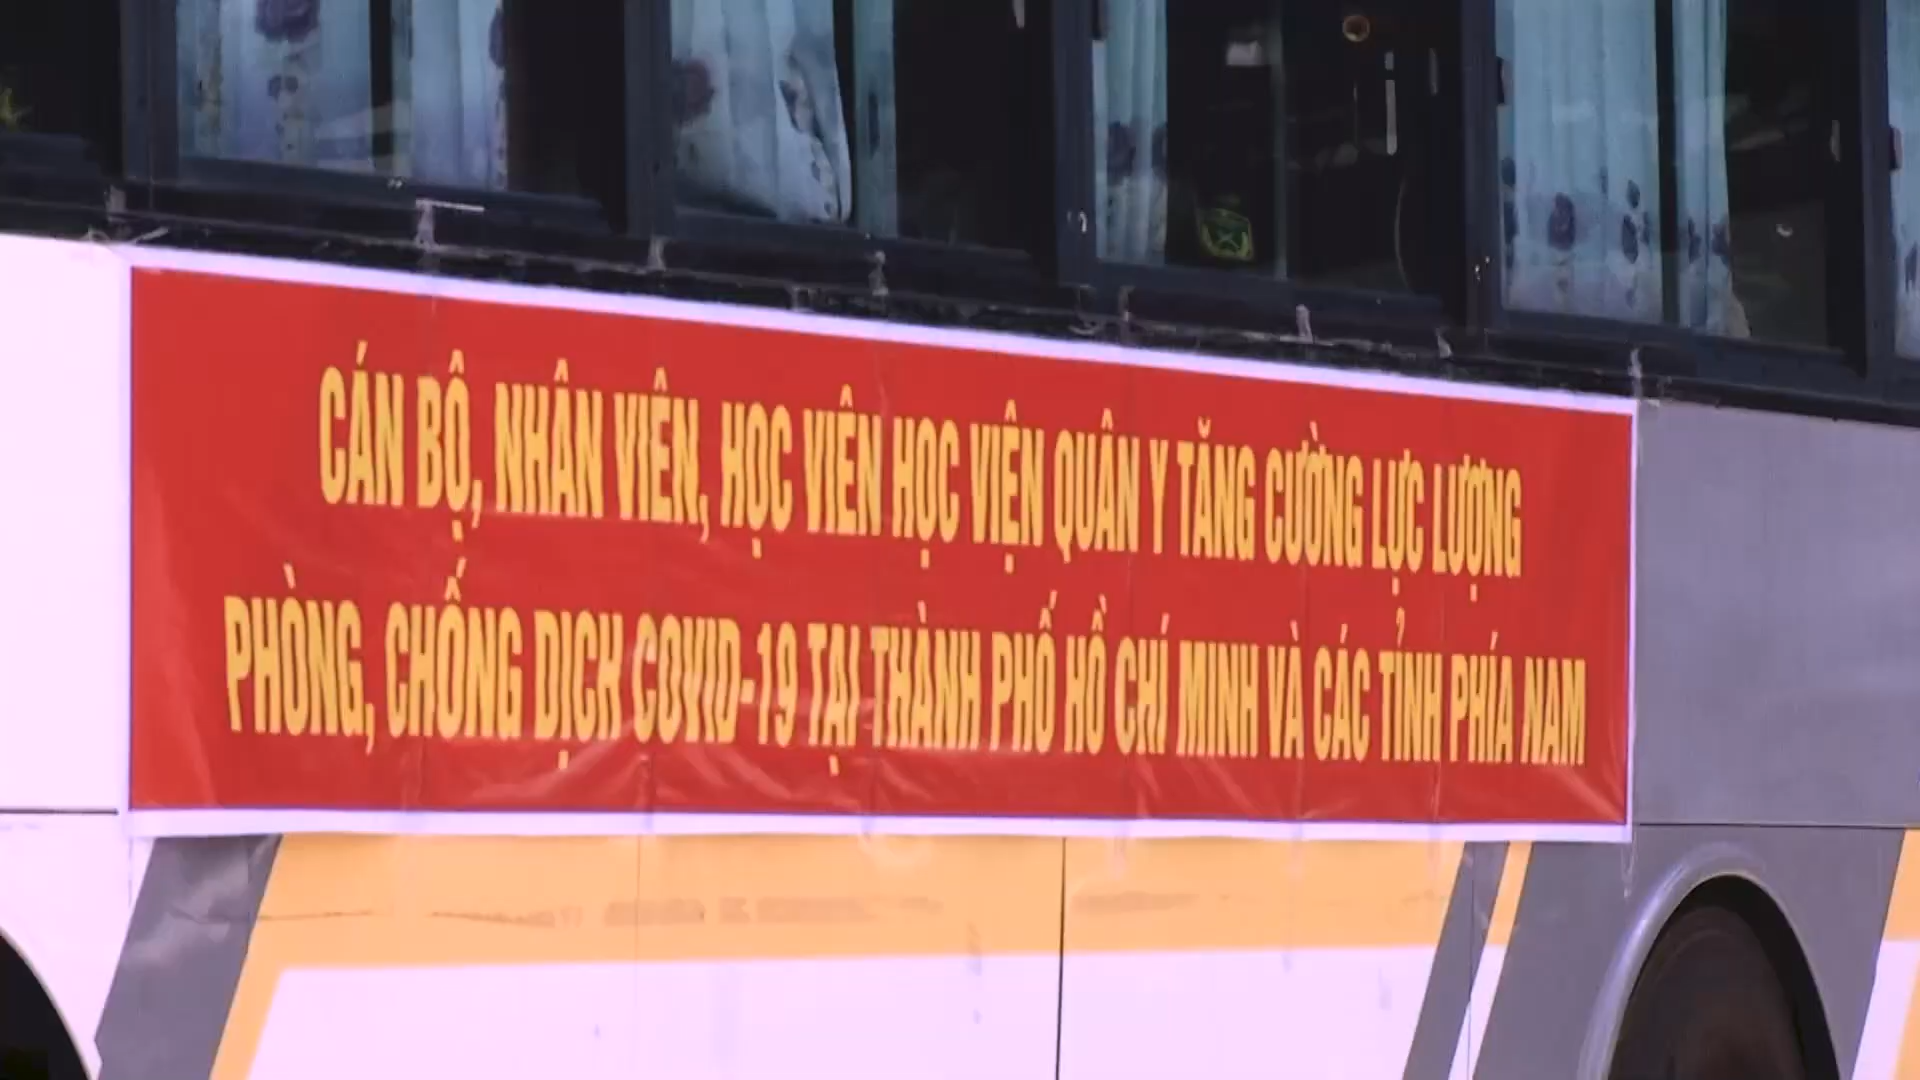 CÁN BỘ, NHÂN VIÊN, HỌC VIÊN HỌC VIỆN QUÂN Y TĂNG CƯỜNG LỰC LƯỢNG
PHÒNG, CHỐNG DỊCH COVID-19 TẠI THÀNH PHỐ HỒ CHÍ MINH VÀ CÁC TỈNH PHÍA NAM